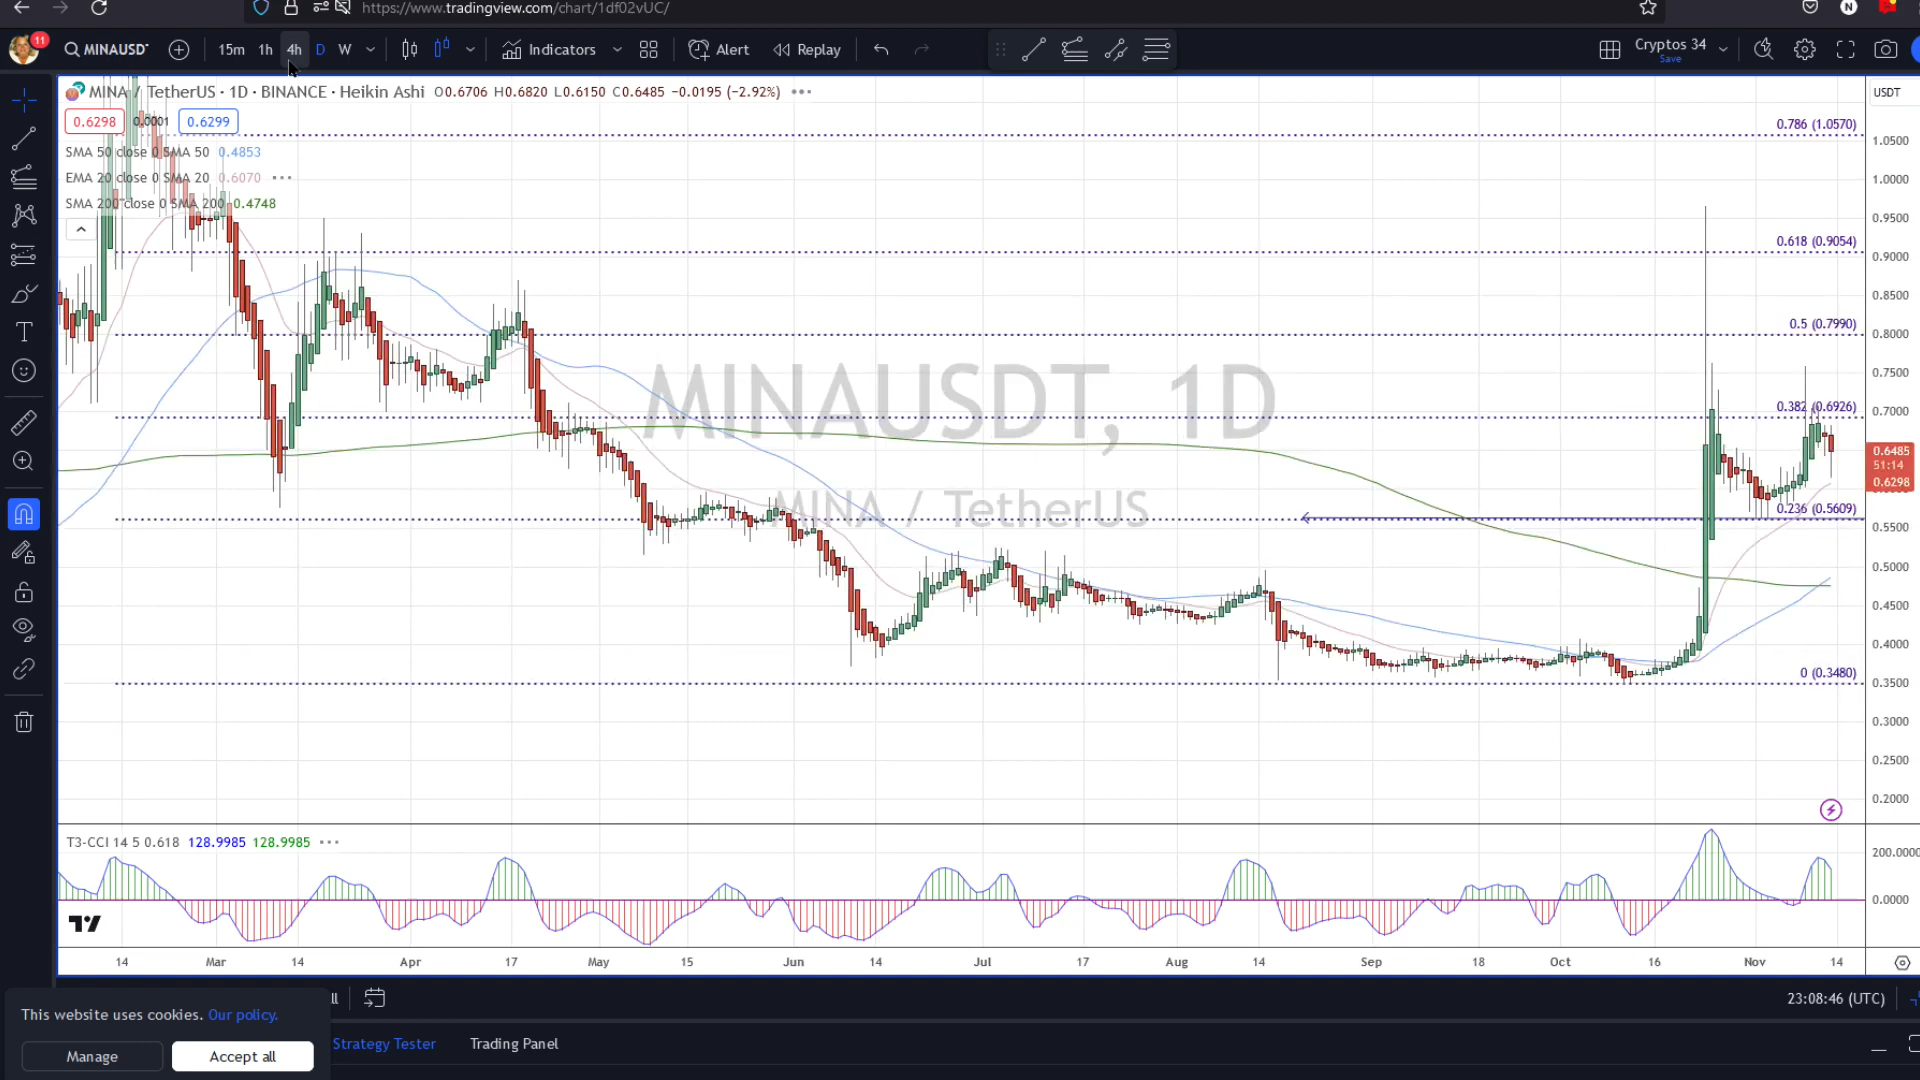 https://www.tradingview.com/chart/1df02vUC/
N
11
MINAUSD
15m 1h 4h D W Indicators Alert Replay
Cryptos 34
Save
MINA / TetherUS · 1D · BINANCE · Heikin Ashi O0.6706 H0.6820 L0.6150 C0.6485 −0.0195 (−2.92%)
USDT
0.6298 0.0001 0.6299
SMA 50 close 0 SMA 50 0.4853
EMA 20 close 0 SMA 20 0.6070
SMA 200 close 0 SMA 200 0.4748
0.786 (1.0570)
0.618 (0.9054)
0.5 (0.7990)
0.382 (0.6926)
0.236 (0.5609)
0 (0.3480)
MINAUSDT, 1D
MINA / TetherUS
1.0500
1.0000
0.9500
0.9000
0.8500
0.8000
0.7500
0.7000
0.6485
51:14
0.6298
0.5500
0.5000
0.4500
0.4000
0.3500
0.3000
0.2500
0.2000
T3-CCI 14 5 0.618 128.9985 128.9985
200.0000
0.0000
14 Mar 14 Apr 17 May 15 Jun 14 Jul 17 Aug 14 Sep 18 Oct 16 Nov 14
23:08:46 (UTC)
This website uses cookies. Our policy.
Manage Accept all
Strategy Tester Trading Panel